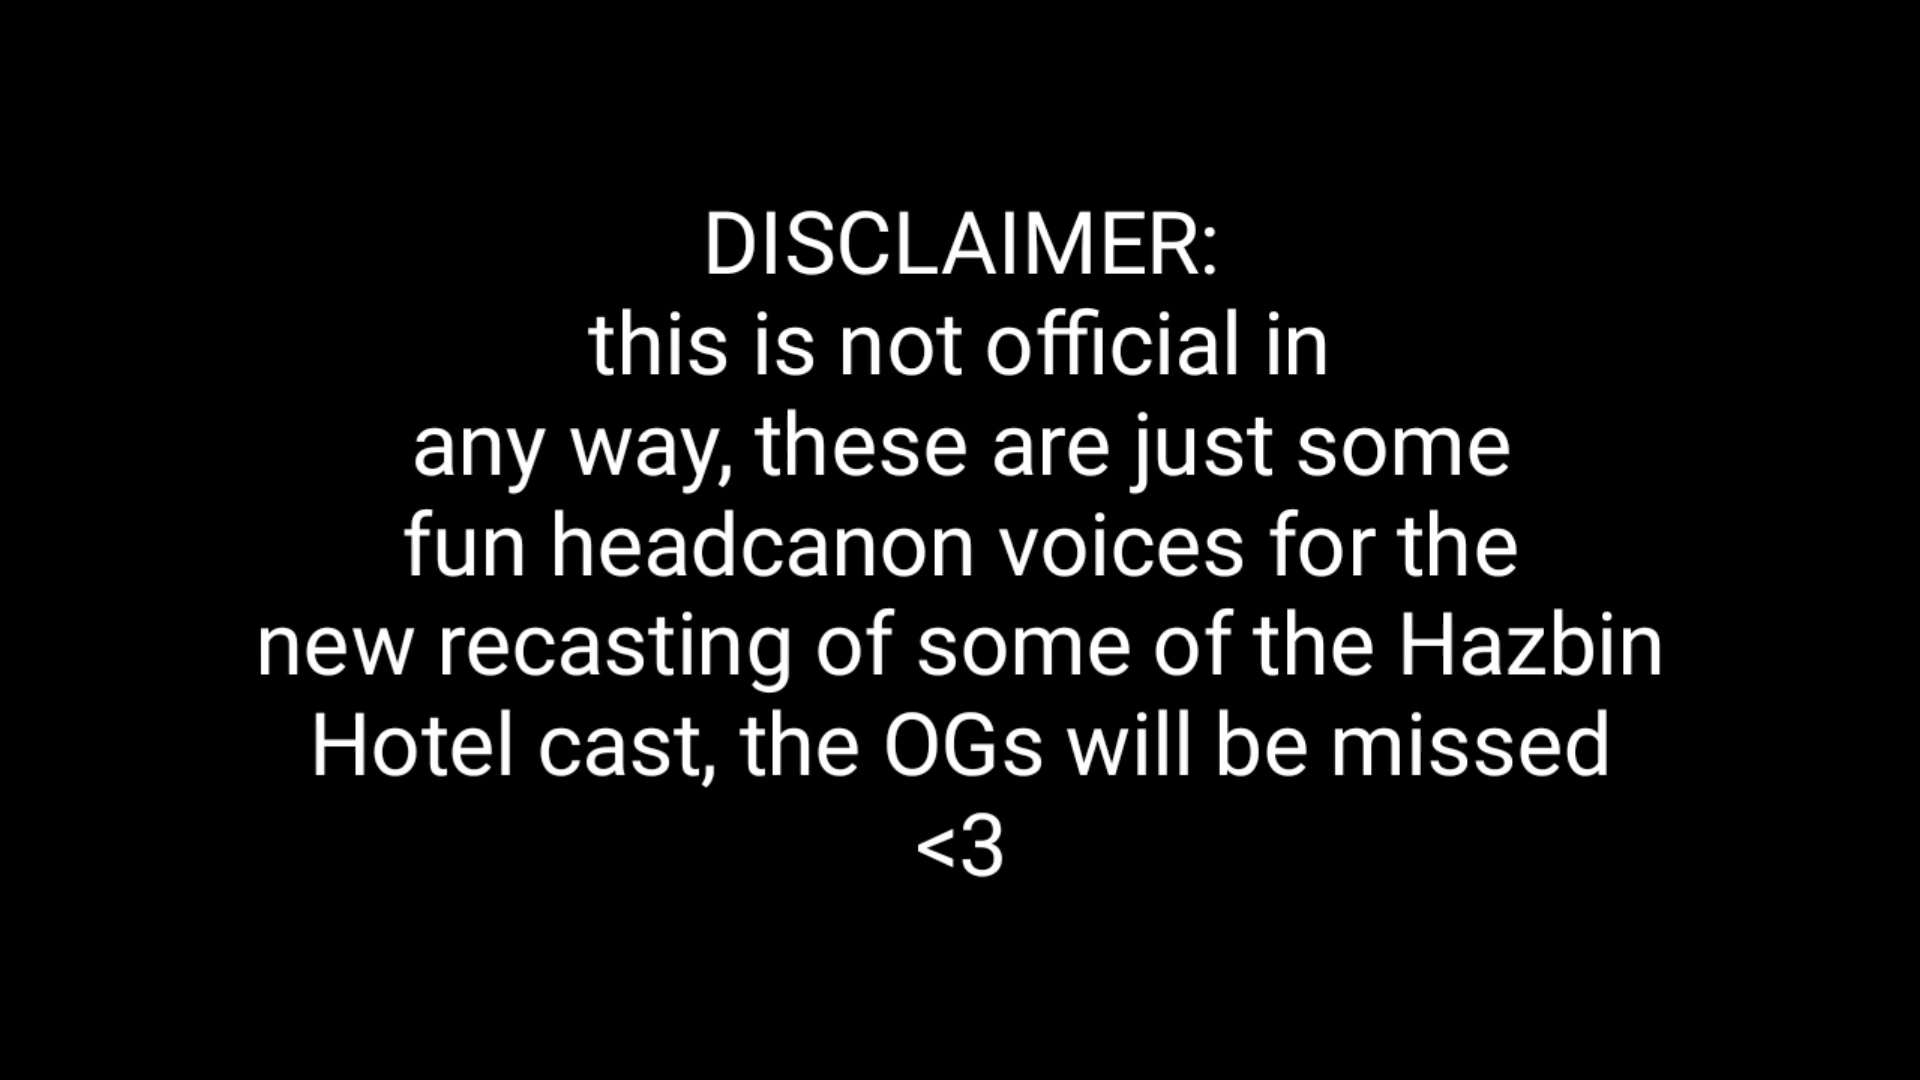 DISCLAIMER:
this is not official in
any way, these are just some
fun headcanon voices for the
new recasting of some of the Hazbin
Hotel cast, the OGs will be missed
<3